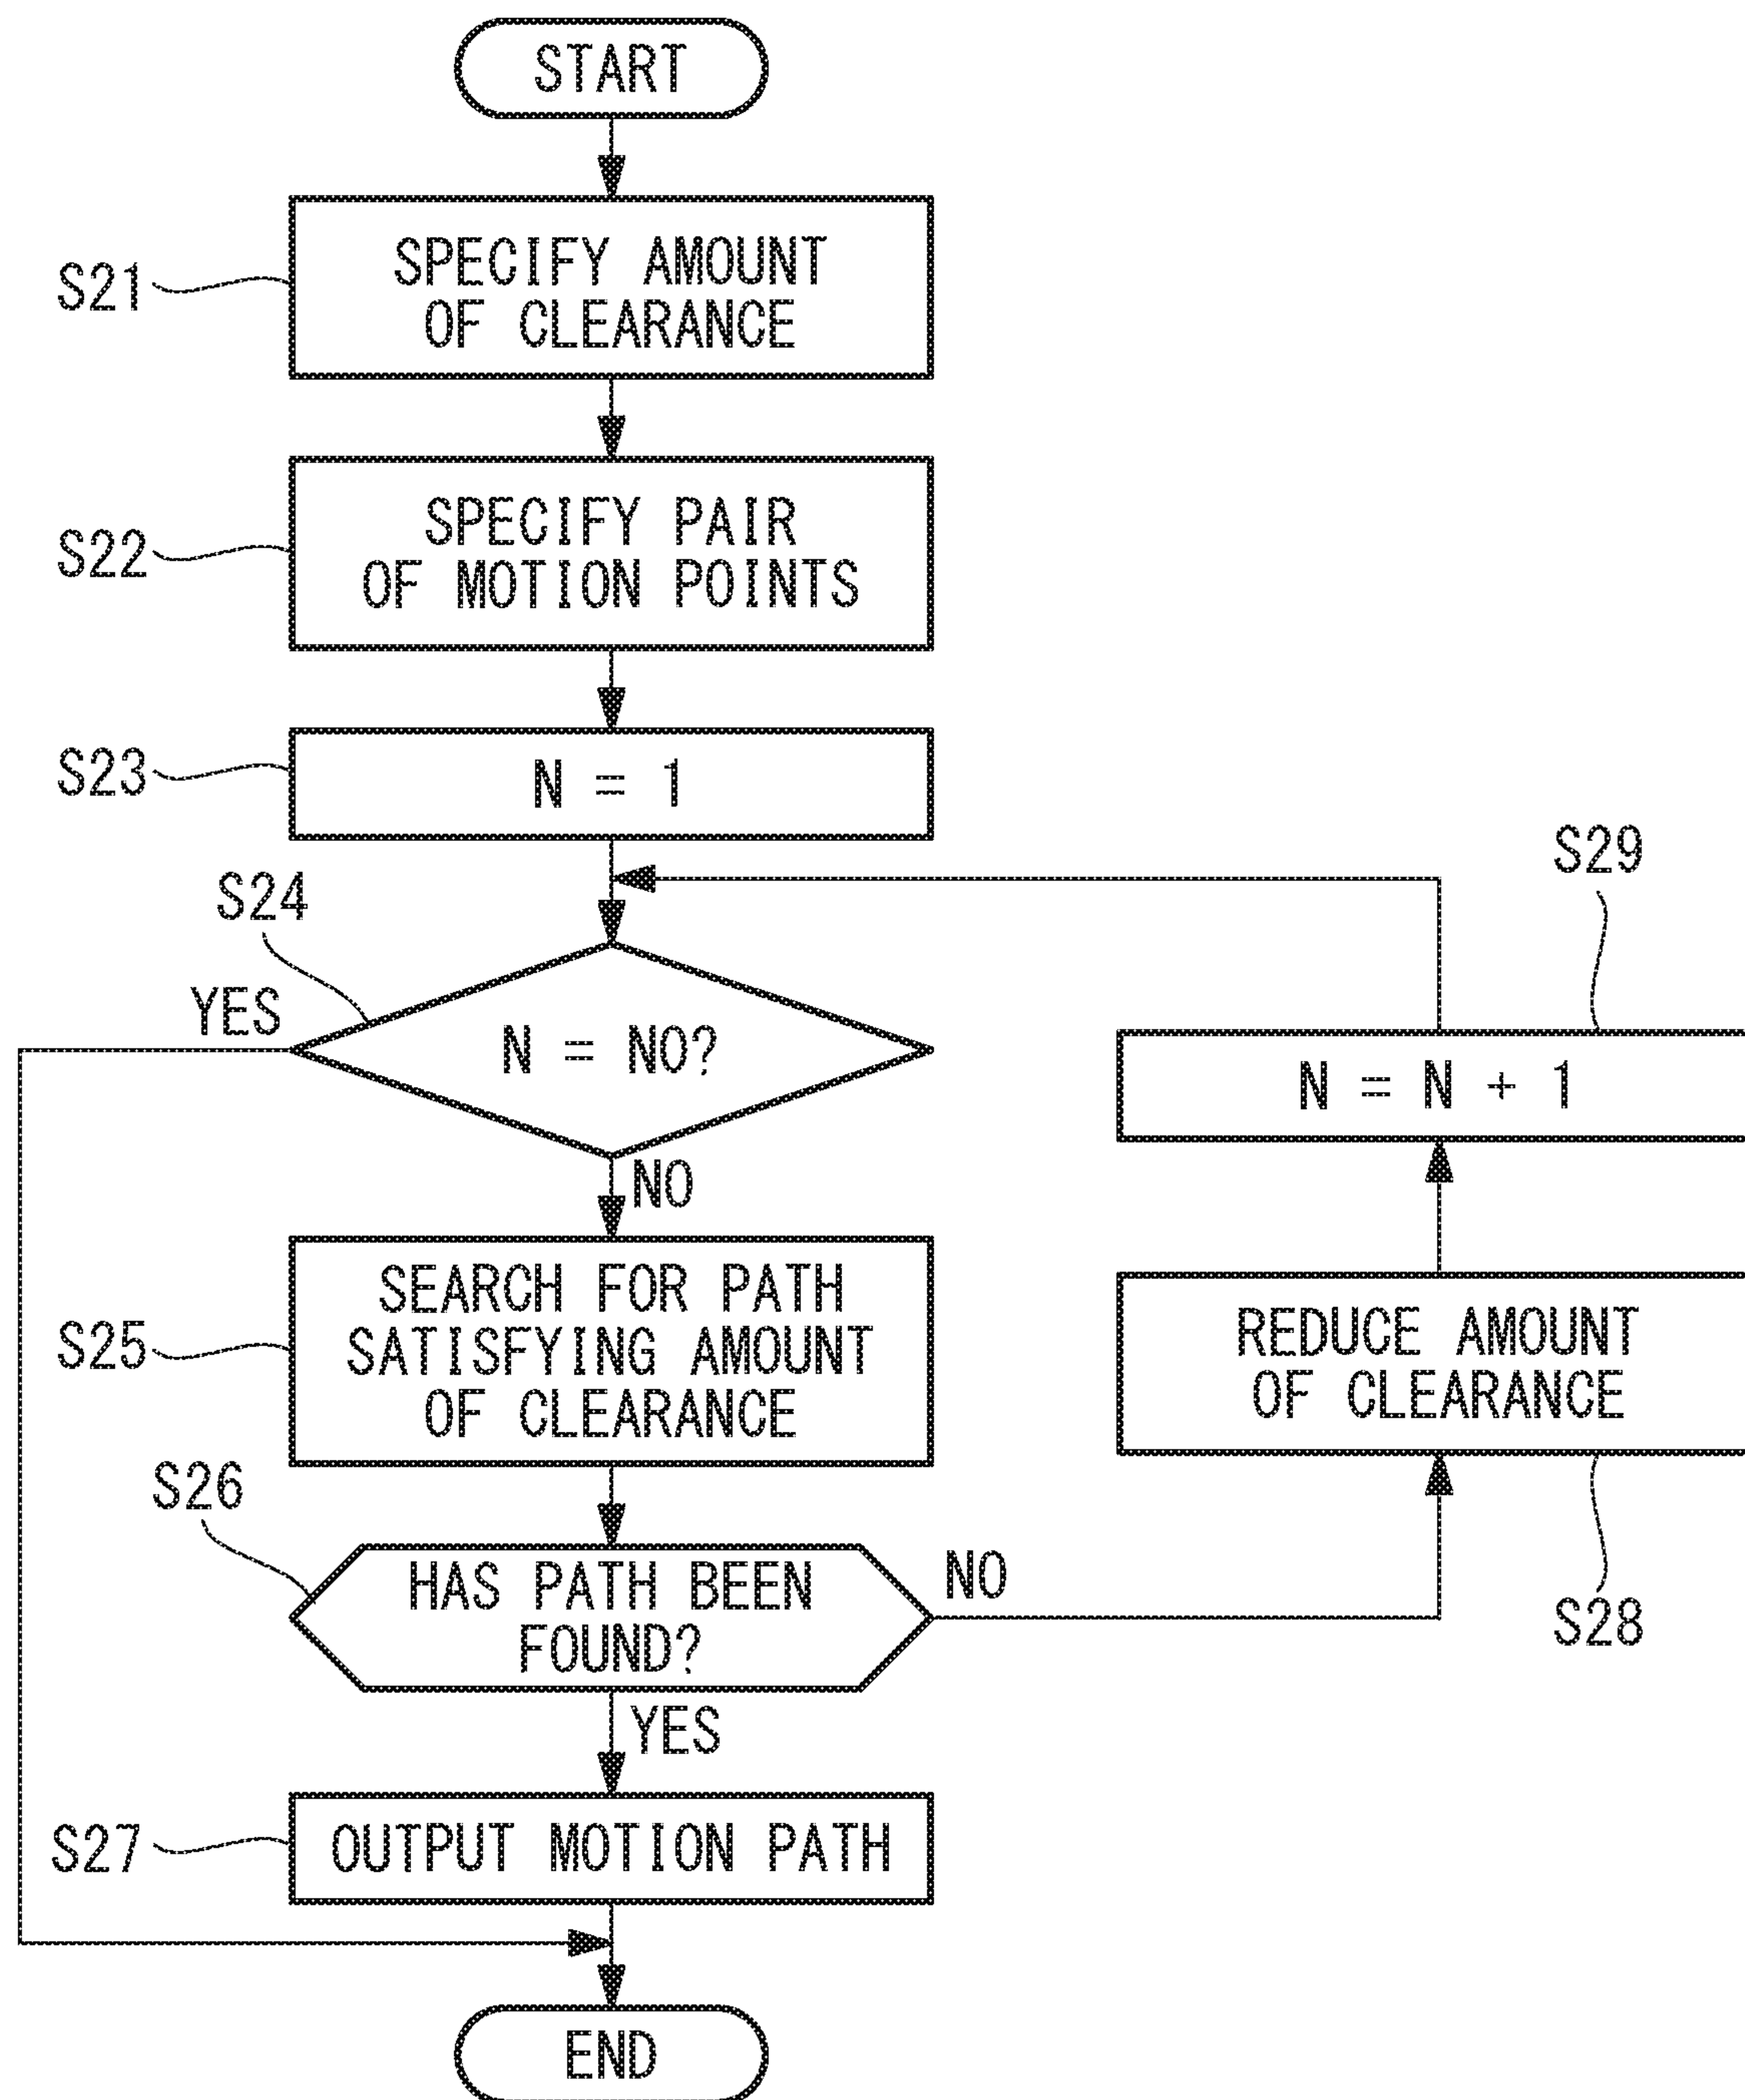 START
S21
SPECIFY AMOUNT
OF CLEARANCE
S22
SPECIFY PAIR
OF MOTION POINTS
S23
N = 1
S24
YES
N = NO?
NO
S29
N = N + 1
S25
SEARCH FOR PATH
SATISFYING AMOUNT
OF CLEARANCE
REDUCE AMOUNT
OF CLEARANCE
S28
S26
HAS PATH BEEN
FOUND?
NO
YES
S27
OUTPUT MOTION PATH
END